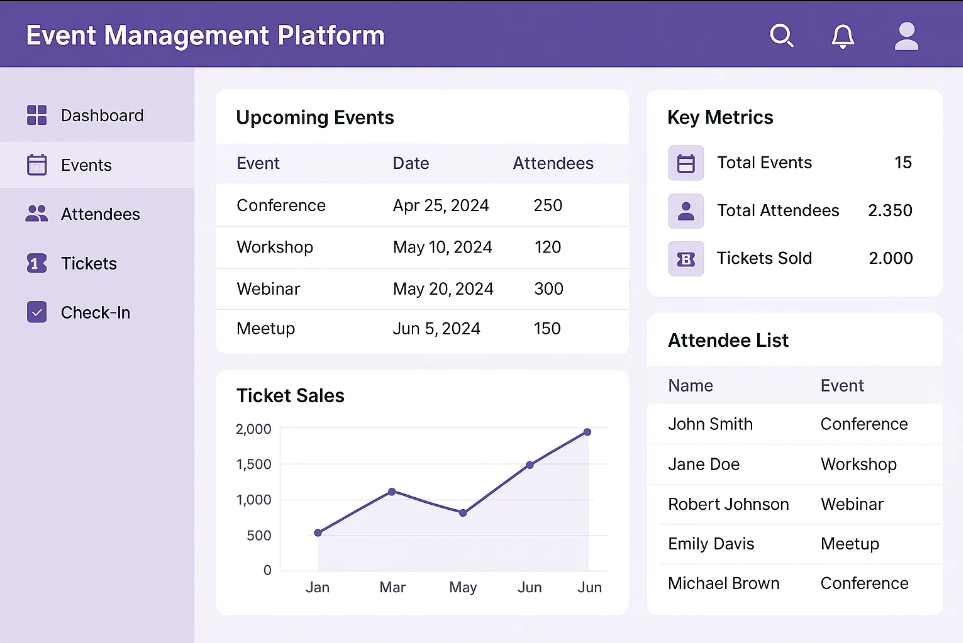 Event Management Platform
Dashboard
Events
Attendees
Tickets
Check-In
Upcoming Events
Event Date Attendees
Conference Apr 25, 2024 250
Workshop May 10, 2024 120
Webinar May 20, 2024 300
Meetup Jun 5, 2024 150
Ticket Sales
2,000
1,500
1,000
500
0
Jan Mar May Jun Jun
Key Metrics
Total Events 15
Total Attendees 2.350
Tickets Sold 2.000
Attendee List
Name Event
John Smith Conference
Jane Doe Workshop
Robert Johnson Webinar
Emily Davis Meetup
Michael Brown Conference